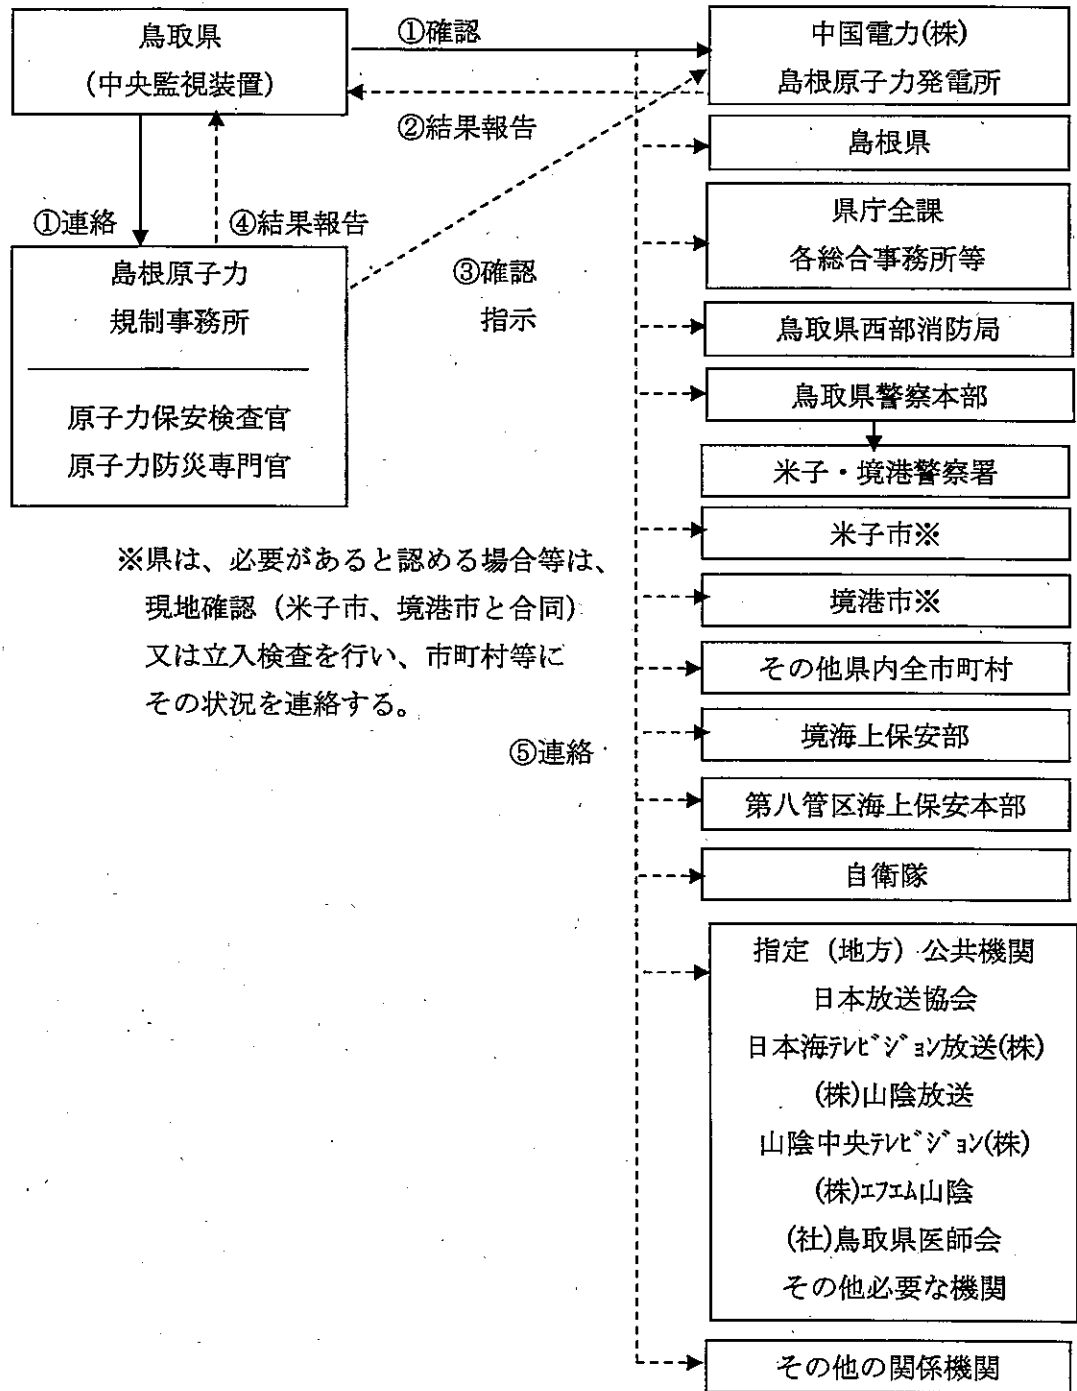 鳥取県
(中央監視装置)
①確認
中国電力(株)
島根原子力発電所
②結果報告
島根県
①連絡
④結果報告
県庁全課
各総合事務所等
島根原子力
規制事務所
原子力保安検査官
原子力防災専門官
③確認
指示
鳥取県西部消防局
鳥取県警察本部
米子・境港警察署
米子市※
境港市※
※県は、必要があると認める場合等は、
現地確認（米子市、境港市と合同）
又は立入検査を行い、市町村等に
その状況を連絡する。
その他県内全市町村
⑤連絡
境海上保安部
第八管区海上保安本部
自衛隊
指定（地方）公共機関
日本放送協会
日本海ﾃﾚﾋﾞｼﾞｮﾝ放送(株)
(株)山陰放送
山陰中央ﾃﾚﾋﾞｼﾞｮﾝ(株)
(株)ｴﾌｴﾑ山陰
(社)鳥取県医師会
その他必要な機関
その他の関係機関